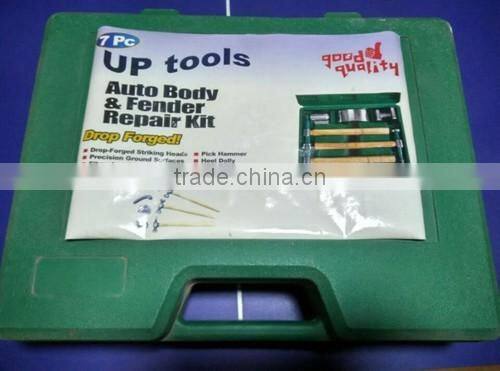 7 Pc
UP tools
good quality
Auto Body
& Fender
Repair Kit
Drop Forged!
Drop-Forged Striking Heads
Pick Hammer
Precision Ground Surfaces
Heel Dolly
trade.china.cn